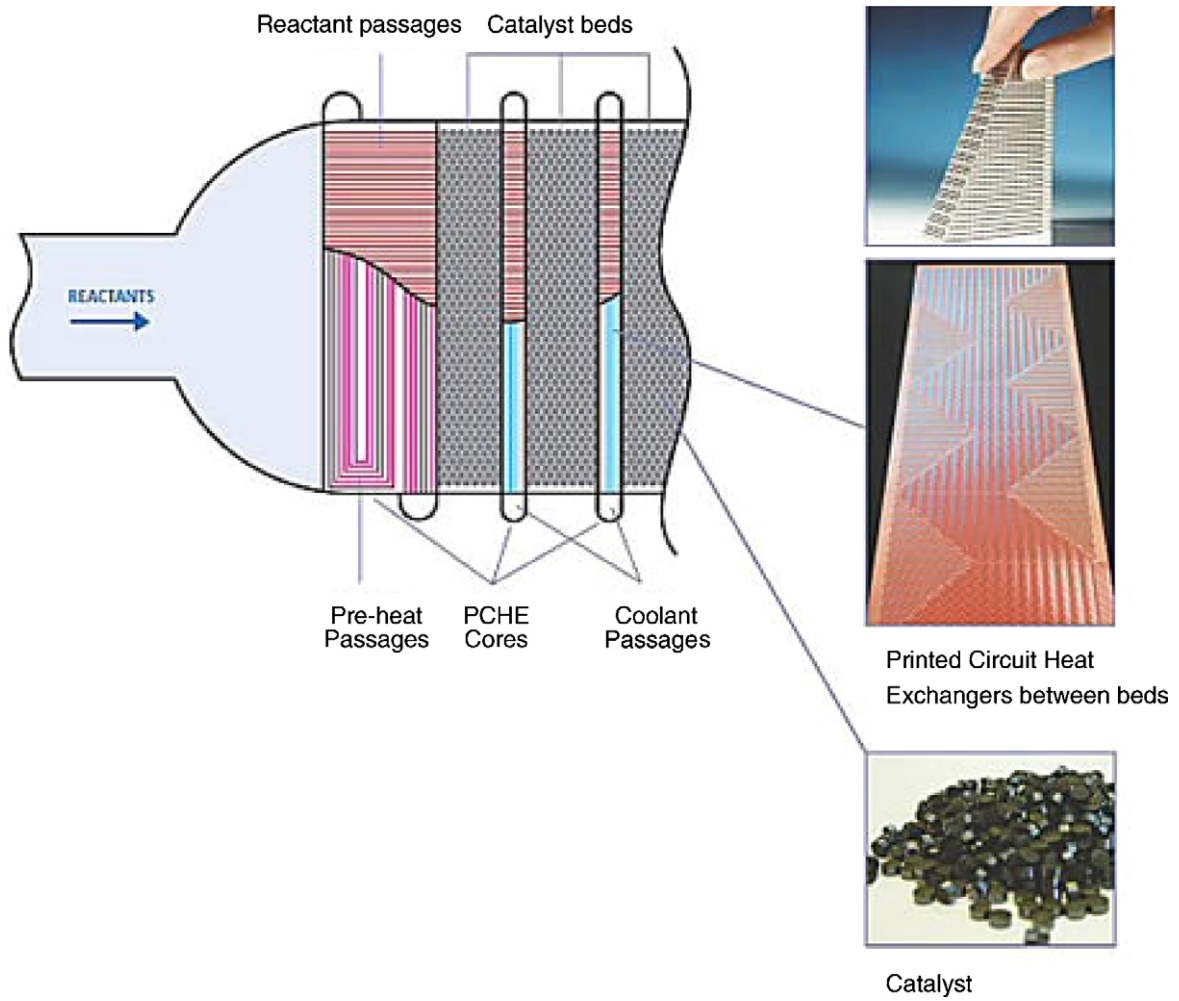 Reactant passages
Catalyst beds
REACTANTS
Pre-heat
Passages
PCHE
Cores
Coolant
Passages
Printed Circuit Heat
Exchangers between beds
Catalyst